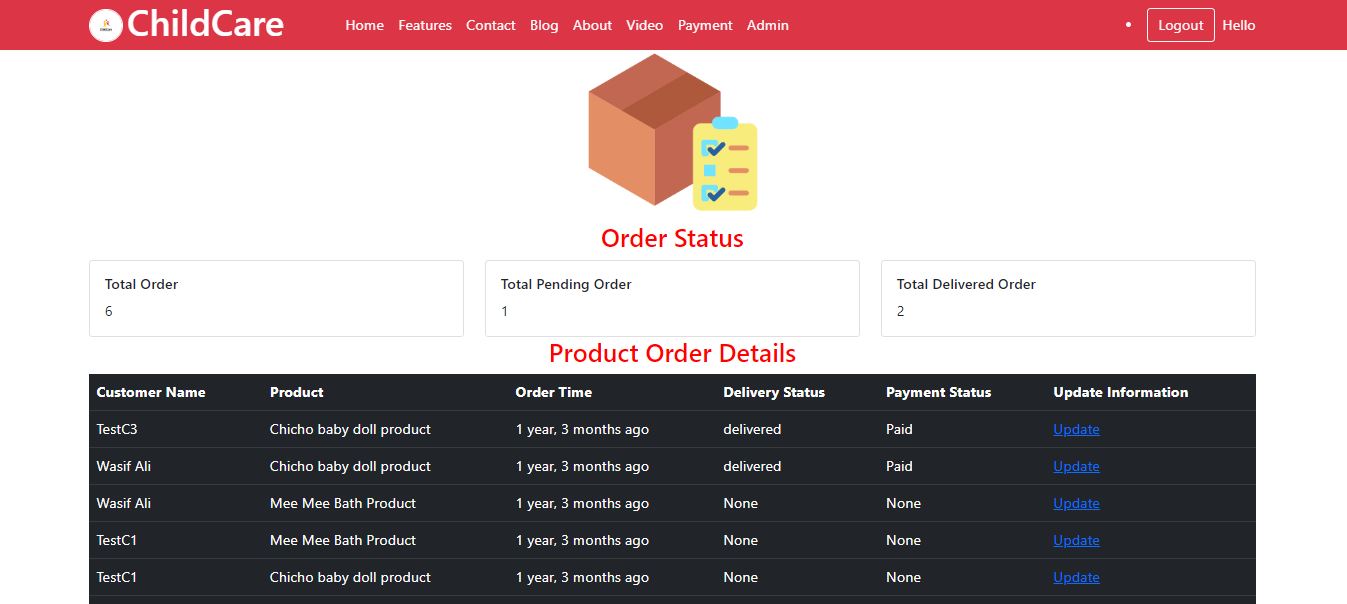 ChildCare Home Features Contact Blog About Video Payment Admin • Logout Hello
Order Status
Total Order Total Pending Order Total Delivered Order
6 1 2
Product Order Details
Customer Name Product Order Time Delivery Status Payment Status Update Information
TestC3 Chicho baby doll product 1 year, 3 months ago delivered Paid Update
Wasif Ali Chicho baby doll product 1 year, 3 months ago delivered Paid Update
Wasif Ali Mee Mee Bath Product 1 year, 3 months ago None None Update
TestC1 Mee Mee Bath Product 1 year, 3 months ago None None Update
TestC1 Chicho baby doll product 1 year, 3 months ago None None Update